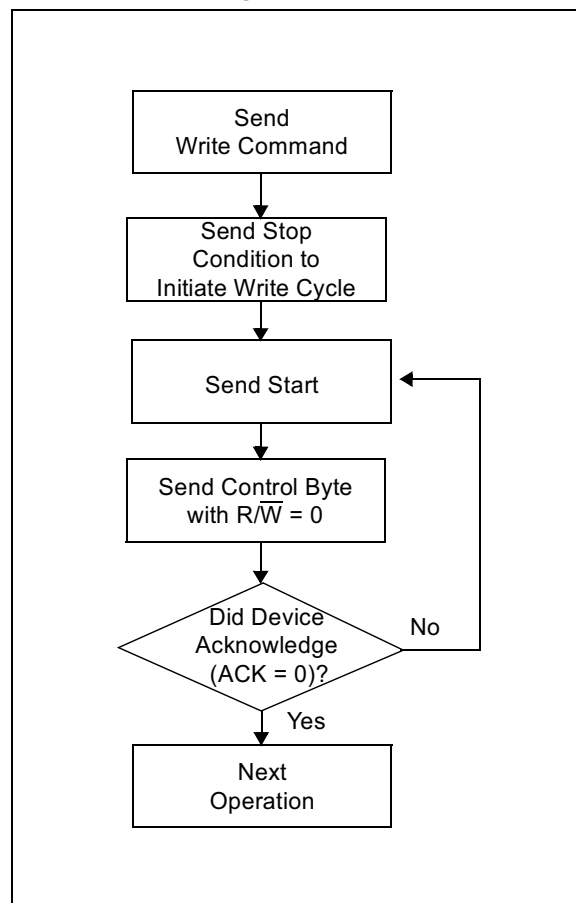 Send
Write Command
Send Stop
Condition to
Initiate Write Cycle
Send Start
Send Control Byte
with R/W̅ = 0
Did Device
Acknowledge
(ACK = 0)?
No
Yes
Next
Operation